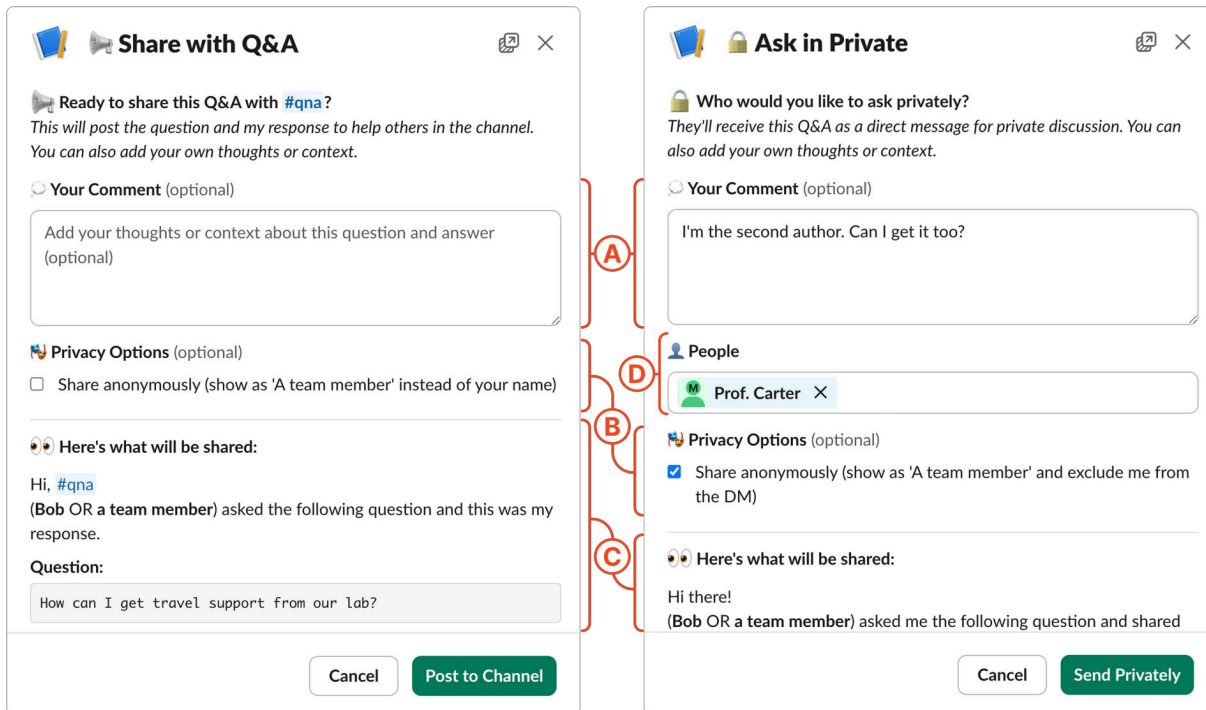 Share with Q&A
Ready to share this Q&A with #qna?
This will post the question and my response to help others in the channel.
You can also add your own thoughts or context.
Your Comment (optional)
Add your thoughts or context about this question and answer
(optional)
Privacy Options (optional)
Share anonymously (show as 'A team member' instead of your name)
Here's what will be shared:
Hi, #qna
(Bob OR a team member) asked the following question and this was my
response.
Question:
How can I get travel support from our lab?
Cancel
Post to Channel
A
B
C
D
Ask in Private
Who would you like to ask privately?
They'll receive this Q&A as a direct message for private discussion. You can
also add your own thoughts or context.
Your Comment (optional)
I'm the second author. Can I get it too?
People
M
Prof. Carter
Privacy Options (optional)
Share anonymously (show as 'A team member' and exclude me from
the DM)
Here's what will be shared:
Hi there!
(Bob OR a team member) asked me the following question and shared
Cancel
Send Privately